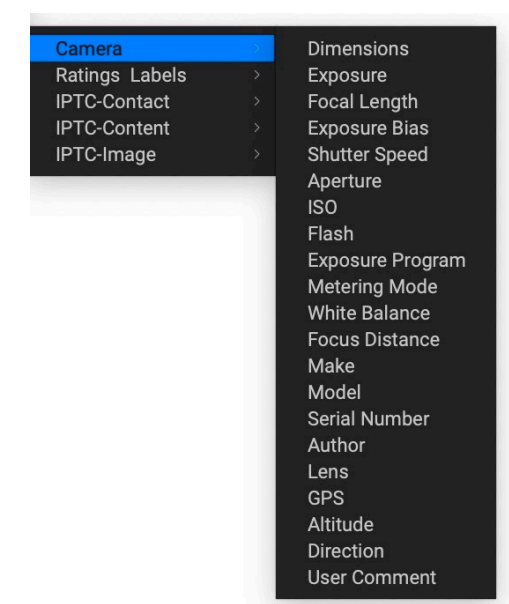 Camera
Ratings Labels
IPTC-Contact
IPTC-Content
IPTC-Image
Dimensions
Exposure
Focal Length
Exposure Bias
Shutter Speed
Aperture
ISO
Flash
Exposure Program
Metering Mode
White Balance
Focus Distance
Make
Model
Serial Number
Author
Lens
GPS
Altitude
Direction
User Comment